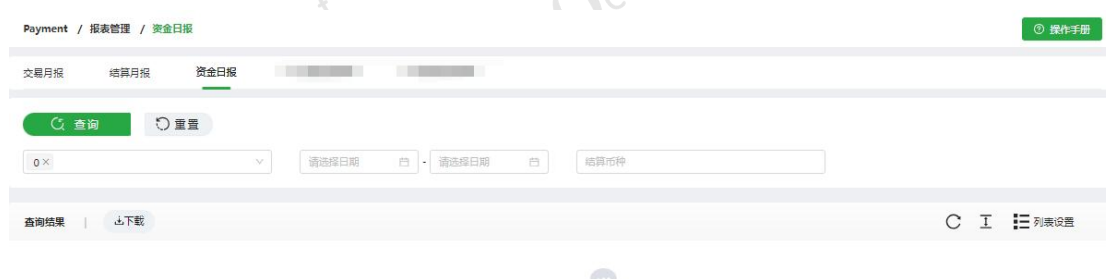 Payment / 报表管理 / 资金日报
操作手册
交易月报 结算月报 资金日报
查询 重置
0 × 请选择日期 - 请选择日期 结算币种
查询结果 | 下载 列表设置